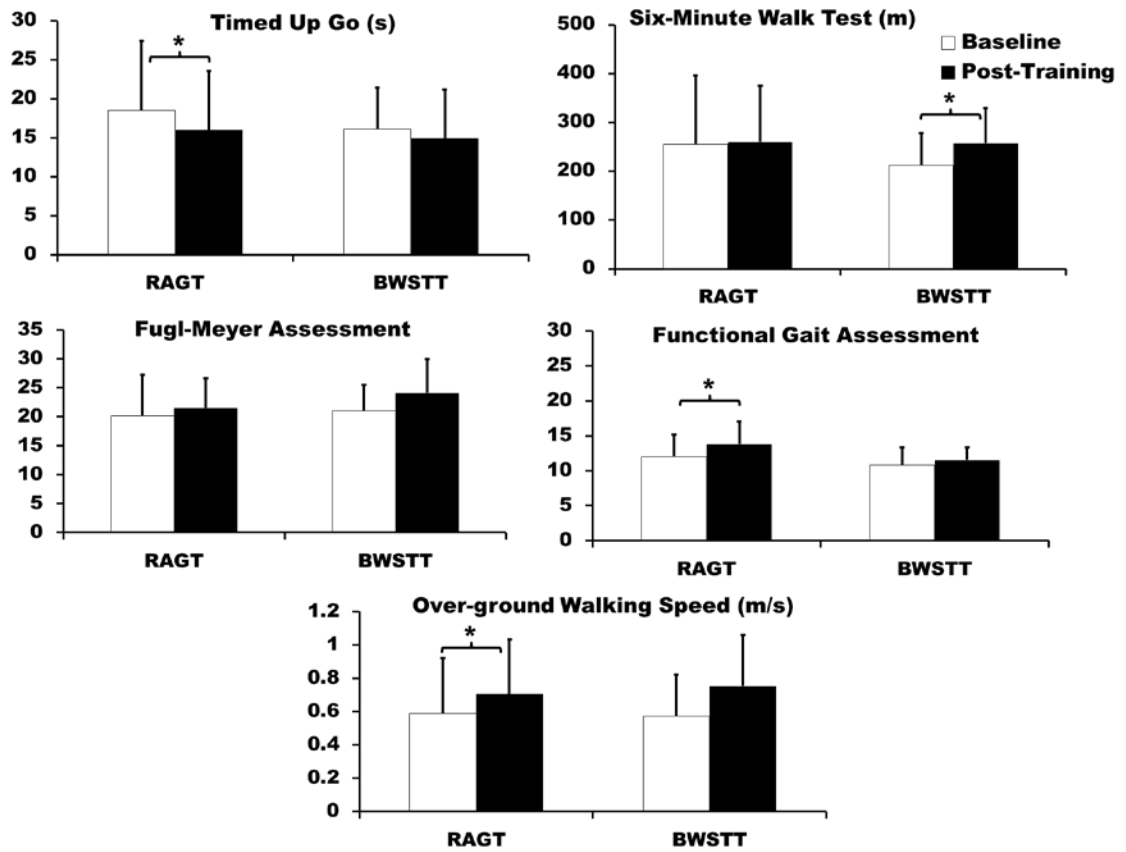 Timed Up Go (s)
30
25
20
15
10
5
0
*
RAGT
BWSTT
Six-Minute Walk Test (m)
500
400
300
200
100
0
Baseline
Post-Training
*
RAGT
BWSTT
Fugl-Meyer Assessment
35
30
25
20
15
10
5
0
RAGT
BWSTT
Functional Gait Assessment
30
25
20
15
10
5
0
*
RAGT
BWSTT
Over-ground Walking Speed (m/s)
1.2
1
0.8
0.6
0.4
0.2
0
*
RAGT
BWSTT